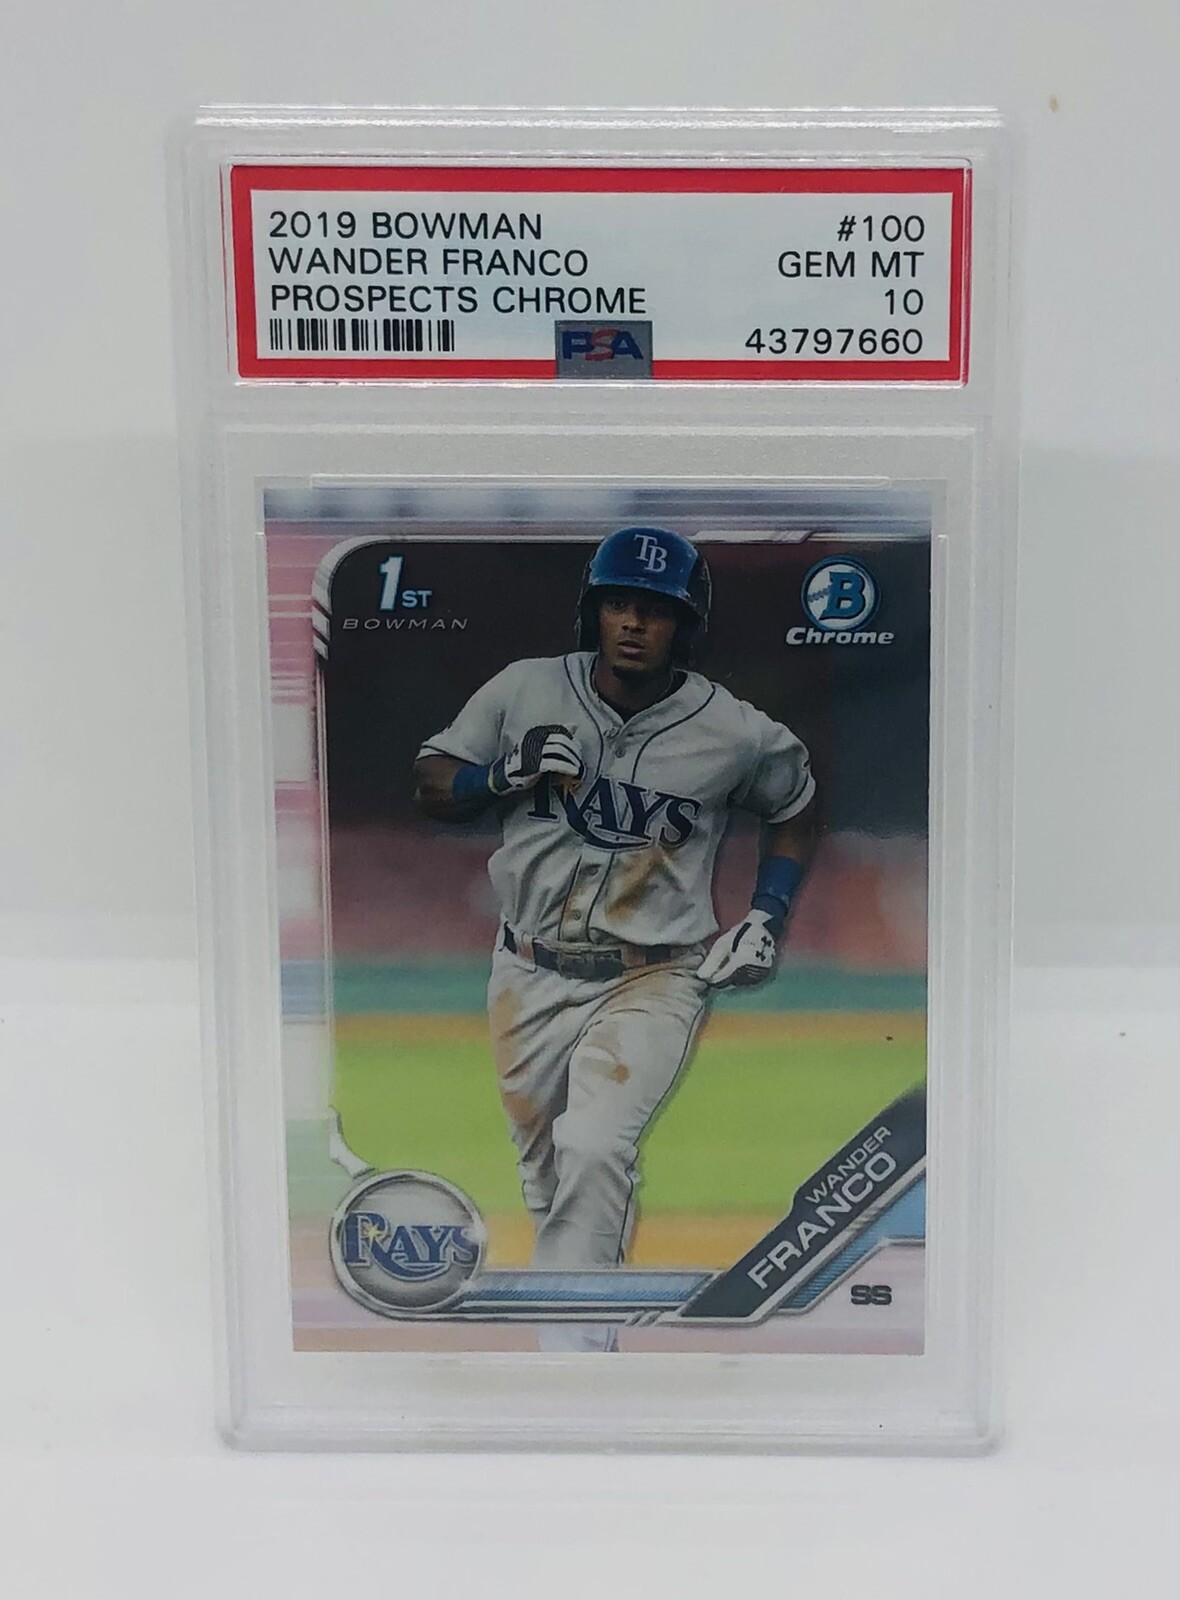 2019 BOWMAN #100
WANDER FRANCO GEM MT
PROSPECTS CHROME 10
PSA 43797660
1ST
BOWMAN
TB
B
Chrome
RAYS
WANDER
FRANCO
RAYS
SS